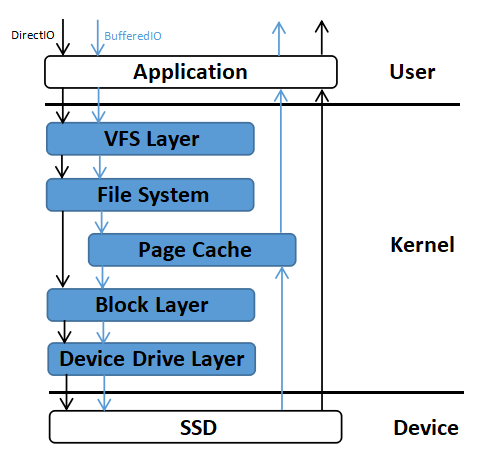 DirectIO
BufferedIO
Application
User
VFS Layer
File System
Page Cache
Kernel
Block Layer
Device Drive Layer
SSD
Device